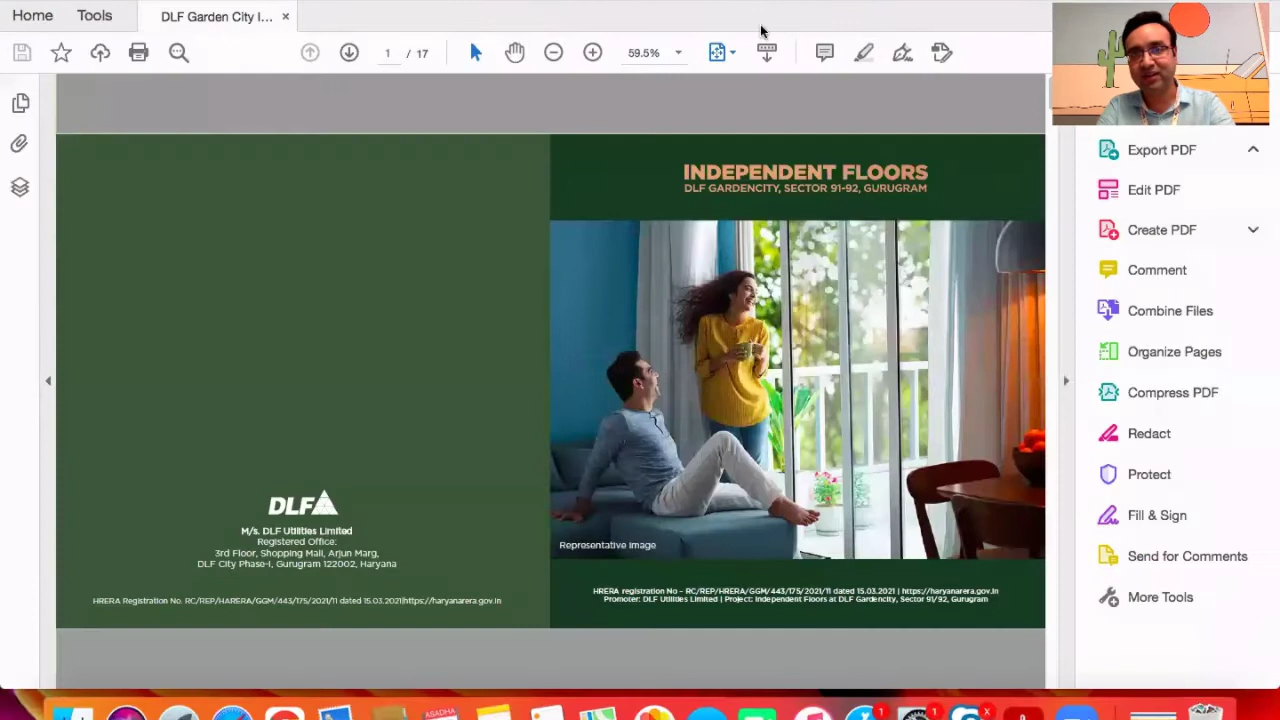 Home
Tools
DLF Garden City I...
1 / 17
59.5%
INDEPENDENT FLOORS
DLF GARDENCITY, SECTOR 91-92, GURUGRAM
Representative Image
DLF
M/s. DLF Utilities Limited
Registered Office:
3rd Floor, Shopping Mall, Arjun Marg,
DLF City Phase-I, Gurugram 122002, Haryana
HRERA Registration No. RC/REP/HARERA/GGM/443/175/2021/11 dated 15.03.2021|https://haryanarera.gov.in
HRERA registration No - RC/REP/HRERA/GGM/443/175/2021/11 dated 15.03.2021 | https://haryanarera.gov.in
Promoter: DLF Utilities Limited | Project: Independent Floors at DLF Gardencity, Sector 91/92, Gurugram
Export PDF
Edit PDF
Create PDF
Comment
Combine Files
Organize Pages
Compress PDF
Redact
Protect
Fill & Sign
Send for Comments
More Tools
ASADHA
1
1
X